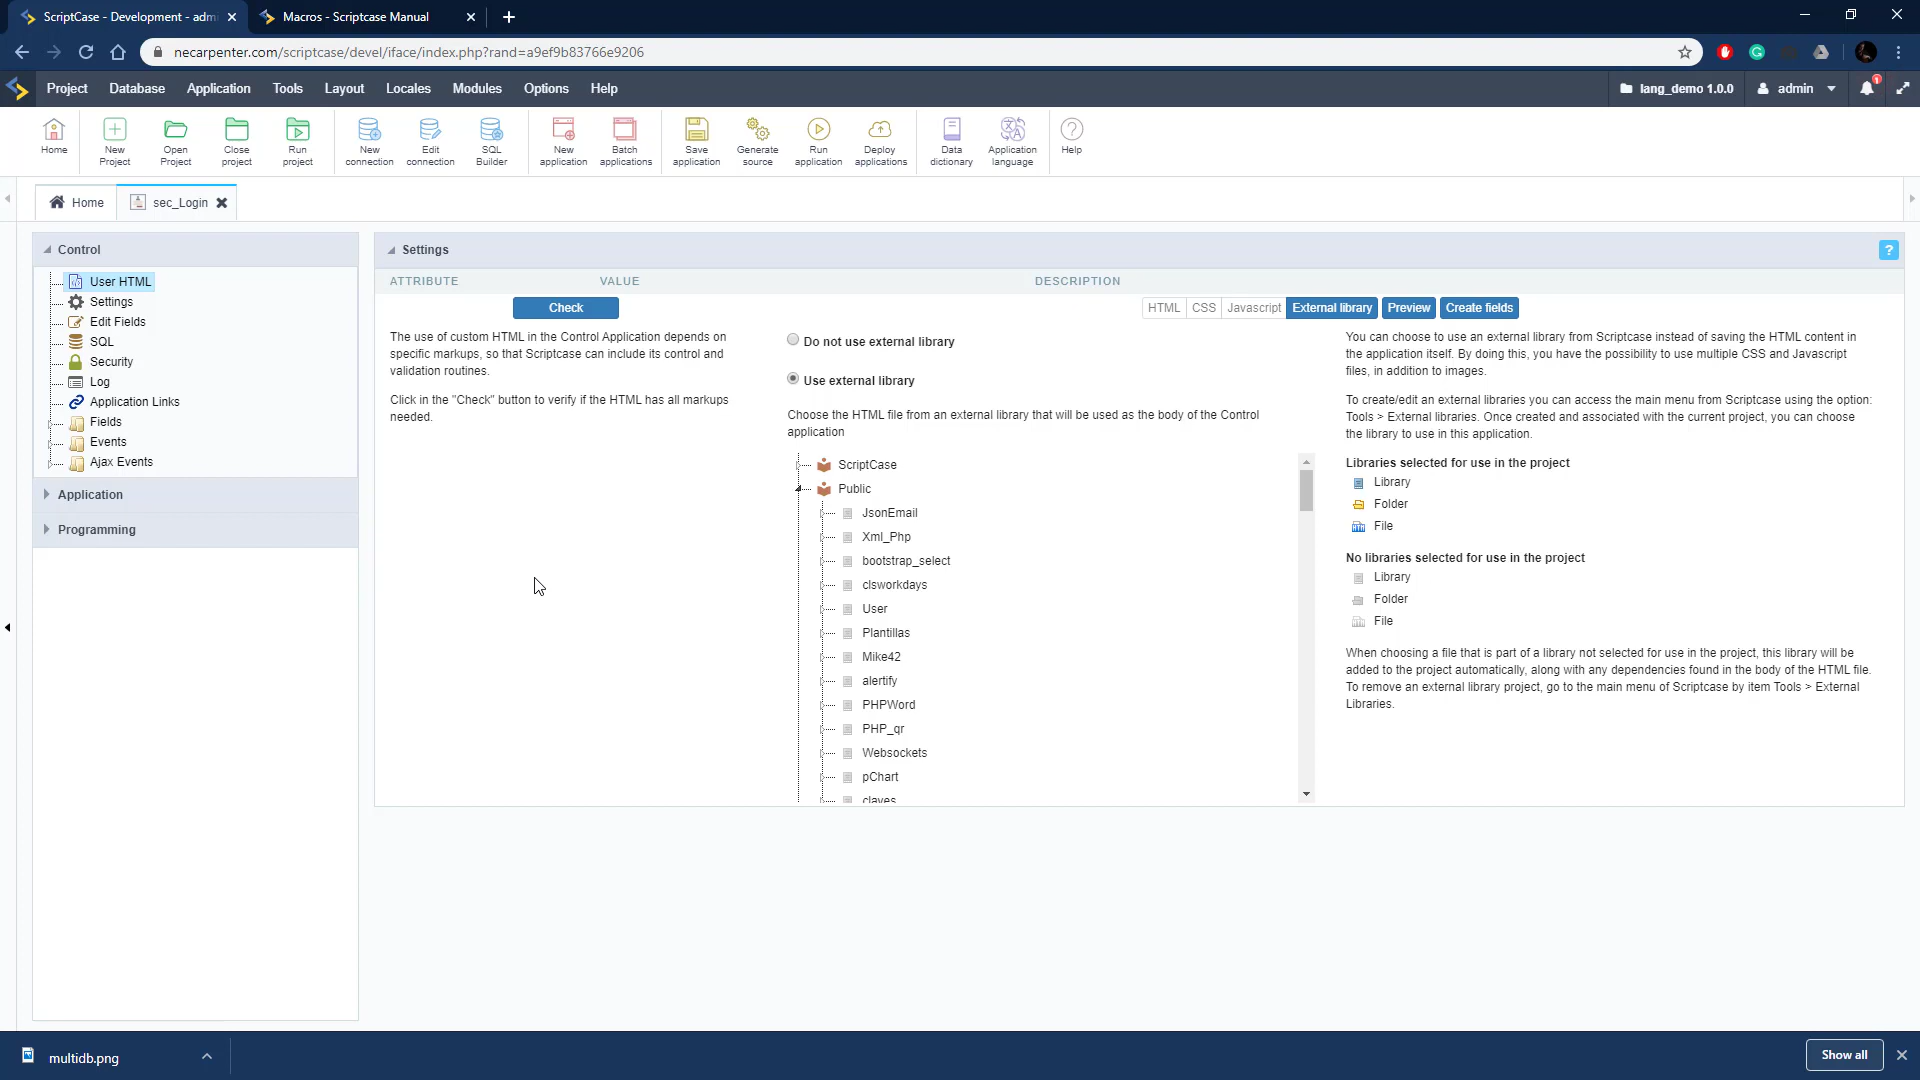 ScriptCase - Development - adm
Macros - Scriptcase Manual
necarpenter.com/scriptcase/devel/iface/index.php?rand=a9ef9b83766e9206
Project Database Application Tools Layout Locales Modules Options Help
lang_demo 1.0.0 admin 1
Home
New Project
Open Project
Close project
Run project
New connection
Edit connection
SQL Builder
New application
Batch applications
Save application
Generate source
Run application
Deploy applications
Data dictionary
Application language
Help
Home
sec_Login
Control
User HTML
Settings
Edit Fields
SQL
Security
Log
Application Links
Fields
Events
Ajax Events
Application
Programming
Settings
?
ATTRIBUTE VALUE DESCRIPTION
Check
HTML CSS Javascript External library Preview Create fields
The use of custom HTML in the Control Application depends on
specific markups, so that Scriptcase can include its control and
validation routines.
Click in the "Check" button to verify if the HTML has all markups
needed.
Do not use external library
Use external library
Choose the HTML file from an external library that will be used as the body of the Control
application
ScriptCase
Public
JsonEmail
Xml_Php
bootstrap_select
clsworkdays
User
Plantillas
Mike42
alertify
PHPWord
PHP_qr
Websockets
pChart
claves
You can choose to use an external library from Scriptcase instead of saving the HTML content in
the application itself. By doing this, you have the possibility to use multiple CSS and Javascript
files, in addition to images.
To create/edit an external libraries you can access the main menu from Scriptcase using the option:
Tools > External libraries. Once created and associated with the current project, you can choose
the library to use in this application.
Libraries selected for use in the project
Library
Folder
File
No libraries selected for use in the project
Library
Folder
File
When choosing a file that is part of a library not selected for use in the project, this library will be
added to the project automatically, along with any dependencies found in the body of the HTML file.
To remove an external library project, go to the main menu of Scriptcase by item Tools > External
Libraries.
multidb.png
Show all